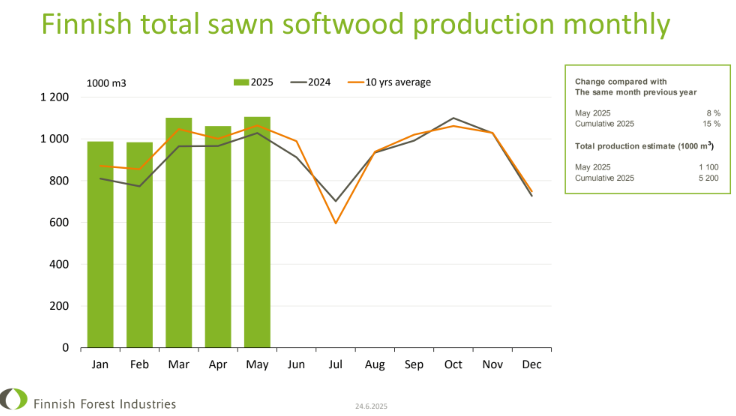 Finnish total sawn softwood production monthly
1000 m3
2025
2024
10 yrs average
1 200
1 000
800
600
400
200
0
Jan Feb Mar Apr May Jun Jul Aug Sep Oct Nov Dec
Change compared with
The same month previous year
May 2025 8 %
Cumulative 2025 15 %
Total production estimate (1000 m³)
May 2025 1 100
Cumulative 2025 5 200
Finnish Forest Industries
24.6.2025